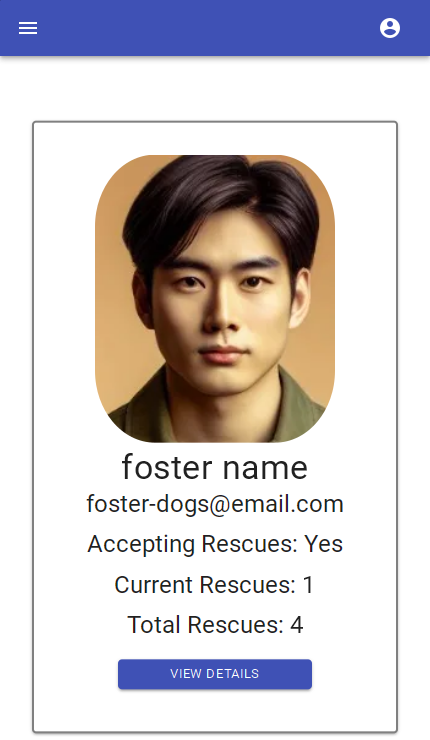 foster name
foster-dogs@email.com
Accepting Rescues: Yes
Current Rescues: 1
Total Rescues: 4
VIEW DETAILS